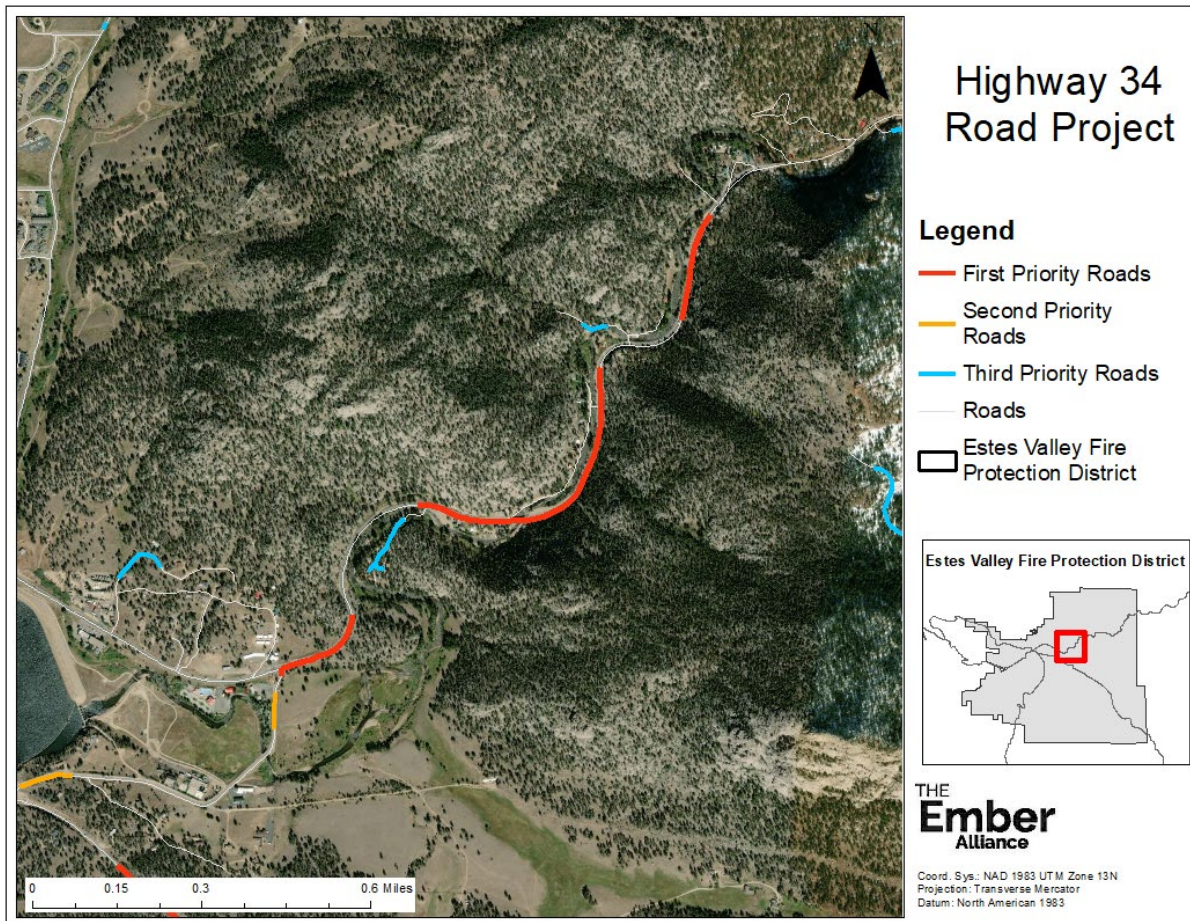 Highway 34
Road Project
Legend
First Priority Roads
Second Priority
Roads
Third Priority Roads
Roads
Estes Valley Fire
Protection District
Estes Valley Fire Protection District
THE
Ember
Alliance
Coord. Sys.: NAD 1983 UTM Zone 13N
Projection: Transverse Mercator
Datum: North American 1983
0 0.15 0.3 0.6 Miles